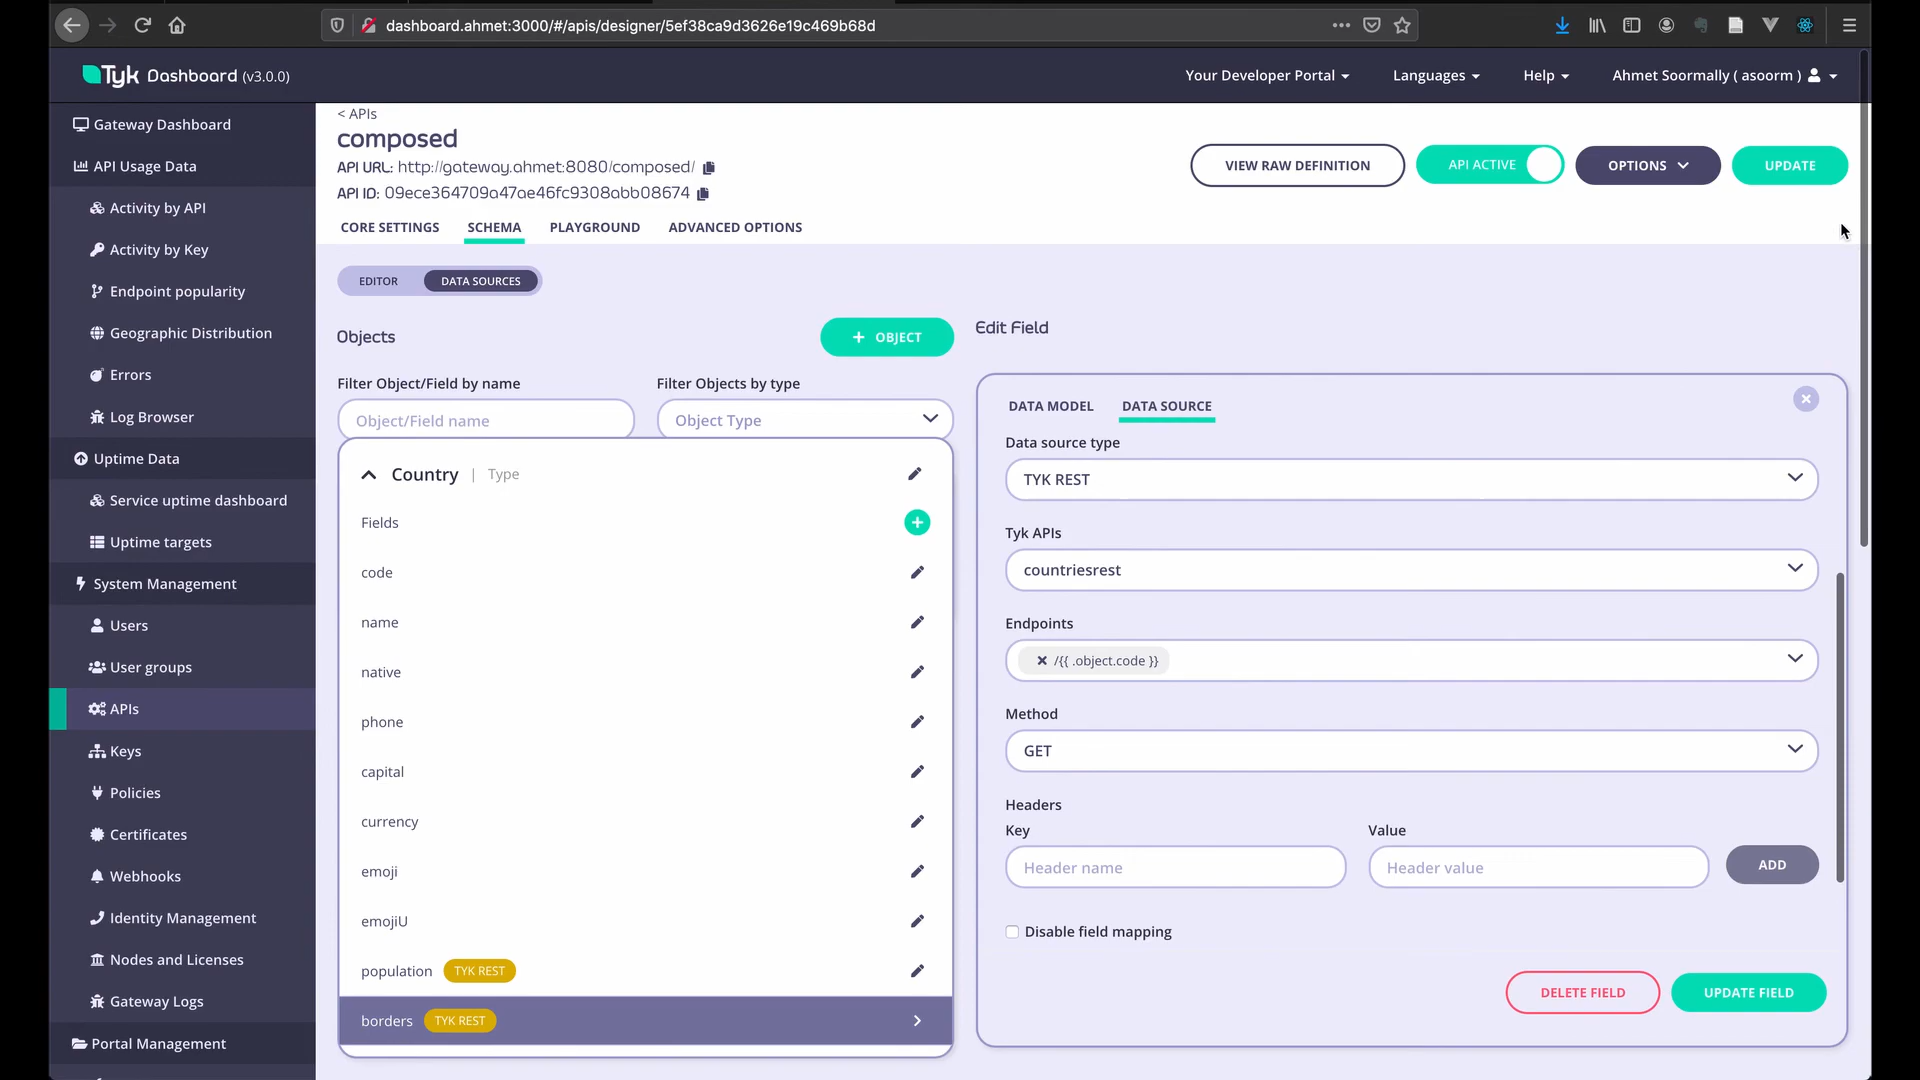 dashboard.ahmet:3000/#/apis/designer/5ef38ca9d3626e19c469b68d
Tyk Dashboard (v3.0.0)
Your Developer Portal
Languages
Help
Ahmet Soormally ( asoorm )
Gateway Dashboard
API Usage Data
Activity by API
Activity by Key
Endpoint popularity
Geographic Distribution
Errors
Log Browser
Uptime Data
Service uptime dashboard
Uptime targets
System Management
Users
User groups
APIs
Keys
Policies
Certificates
Webhooks
Identity Management
Nodes and Licenses
Gateway Logs
Portal Management
< APIs
composed
API URL: http://gateway.ahmet:8080/composed/
API ID: 09ece364709a47ae46fc9308abb08674
VIEW RAW DEFINITION
API ACTIVE
OPTIONS
UPDATE
CORE SETTINGS
SCHEMA
PLAYGROUND
ADVANCED OPTIONS
EDITOR
DATA SOURCES
Objects
+ OBJECT
Filter Object/Field by name
Filter Objects by type
Object/Field name
Object Type
Country | Type
Fields
code
name
native
phone
capital
currency
emoji
emojiU
population TYK REST
borders TYK REST
Edit Field
DATA MODEL
DATA SOURCE
Data source type
TYK REST
Tyk APIs
countriesrest
Endpoints
/{{ .object.code }}
Method
GET
Headers
Key
Value
Header name
Header value
ADD
Disable field mapping
DELETE FIELD
UPDATE FIELD